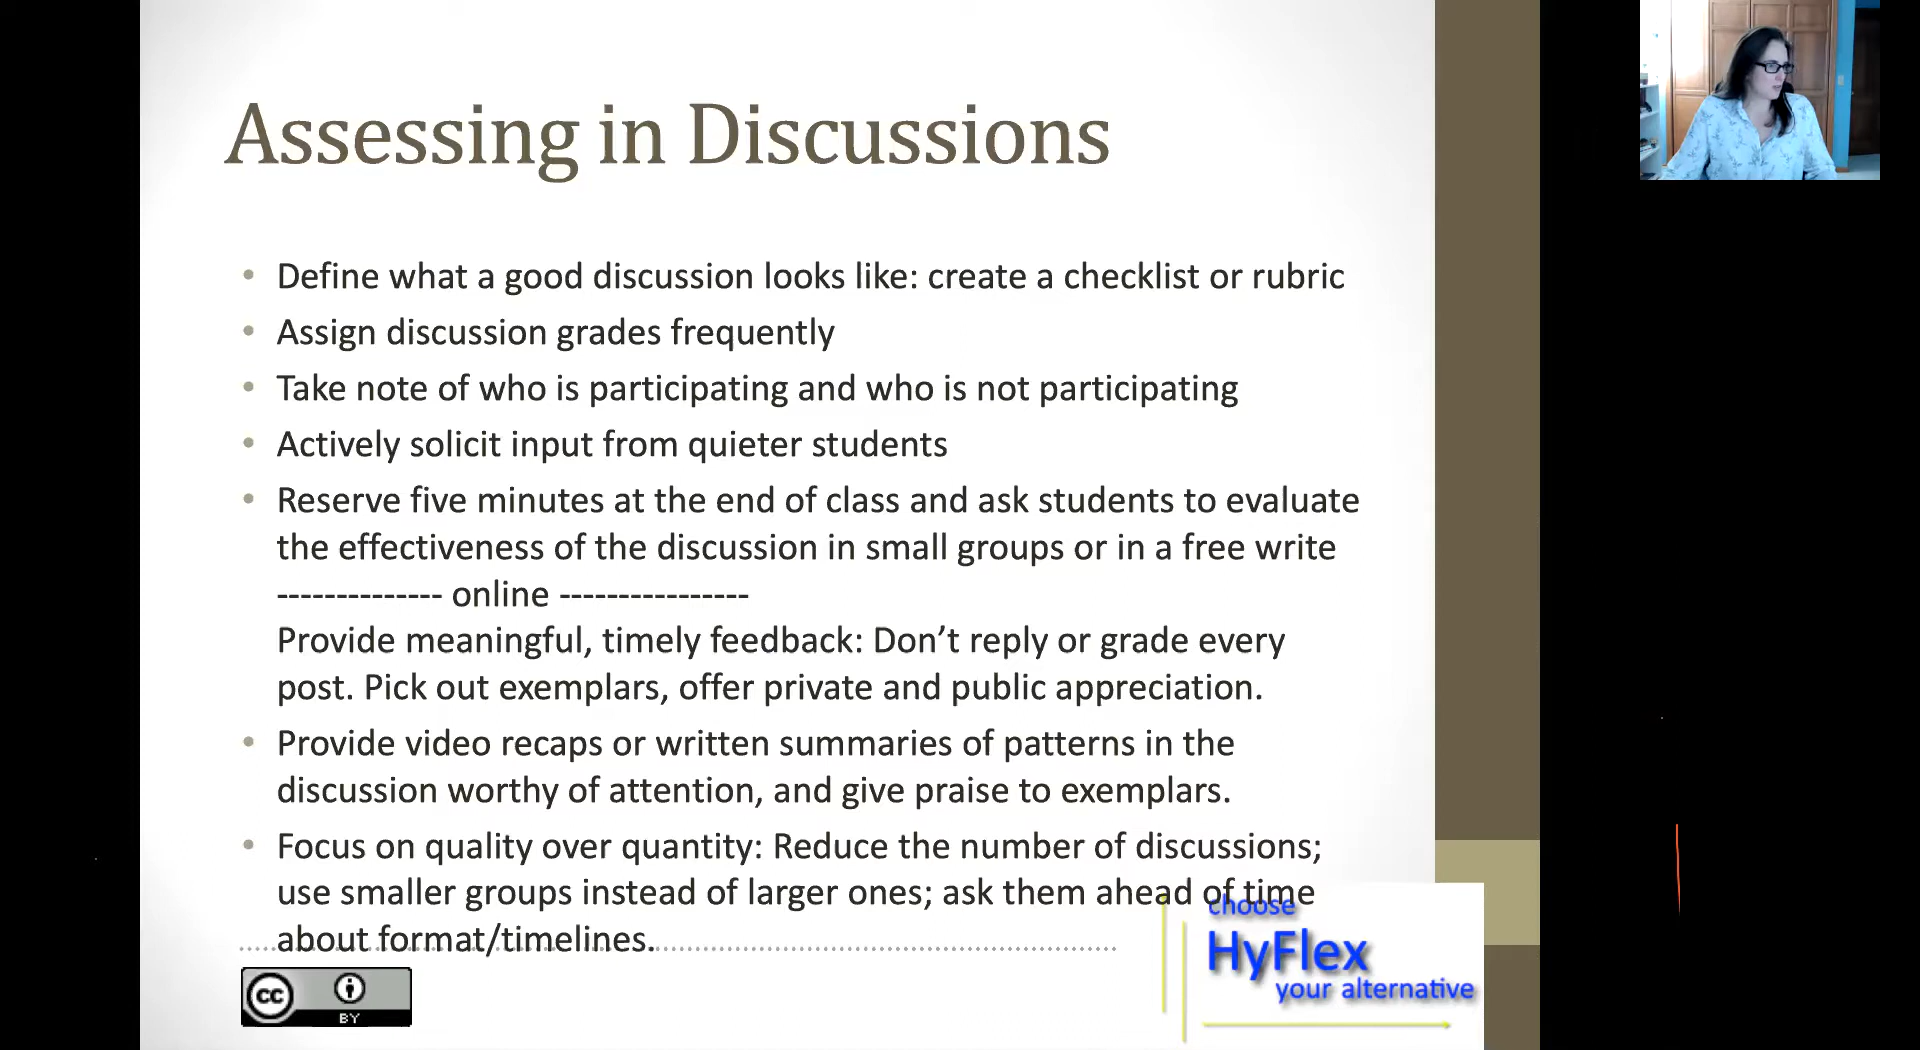 Assessing in Discussions
• Define what a good discussion looks like: create a checklist or rubric
• Assign discussion grades frequently
• Take note of who is participating and who is not participating
• Actively solicit input from quieter students
• Reserve five minutes at the end of class and ask students to evaluate
the effectiveness of the discussion in small groups or in a free write
-------------- online ----------------
Provide meaningful, timely feedback: Don’t reply or grade every
post. Pick out exemplars, offer private and public appreciation.
• Provide video recaps or written summaries of patterns in the
discussion worthy of attention, and give praise to exemplars.
• Focus on quality over quantity: Reduce the number of discussions;
use smaller groups instead of larger ones; ask them ahead of time
about format/timelines.
choose
HyFlex
your alternative
cc
BY